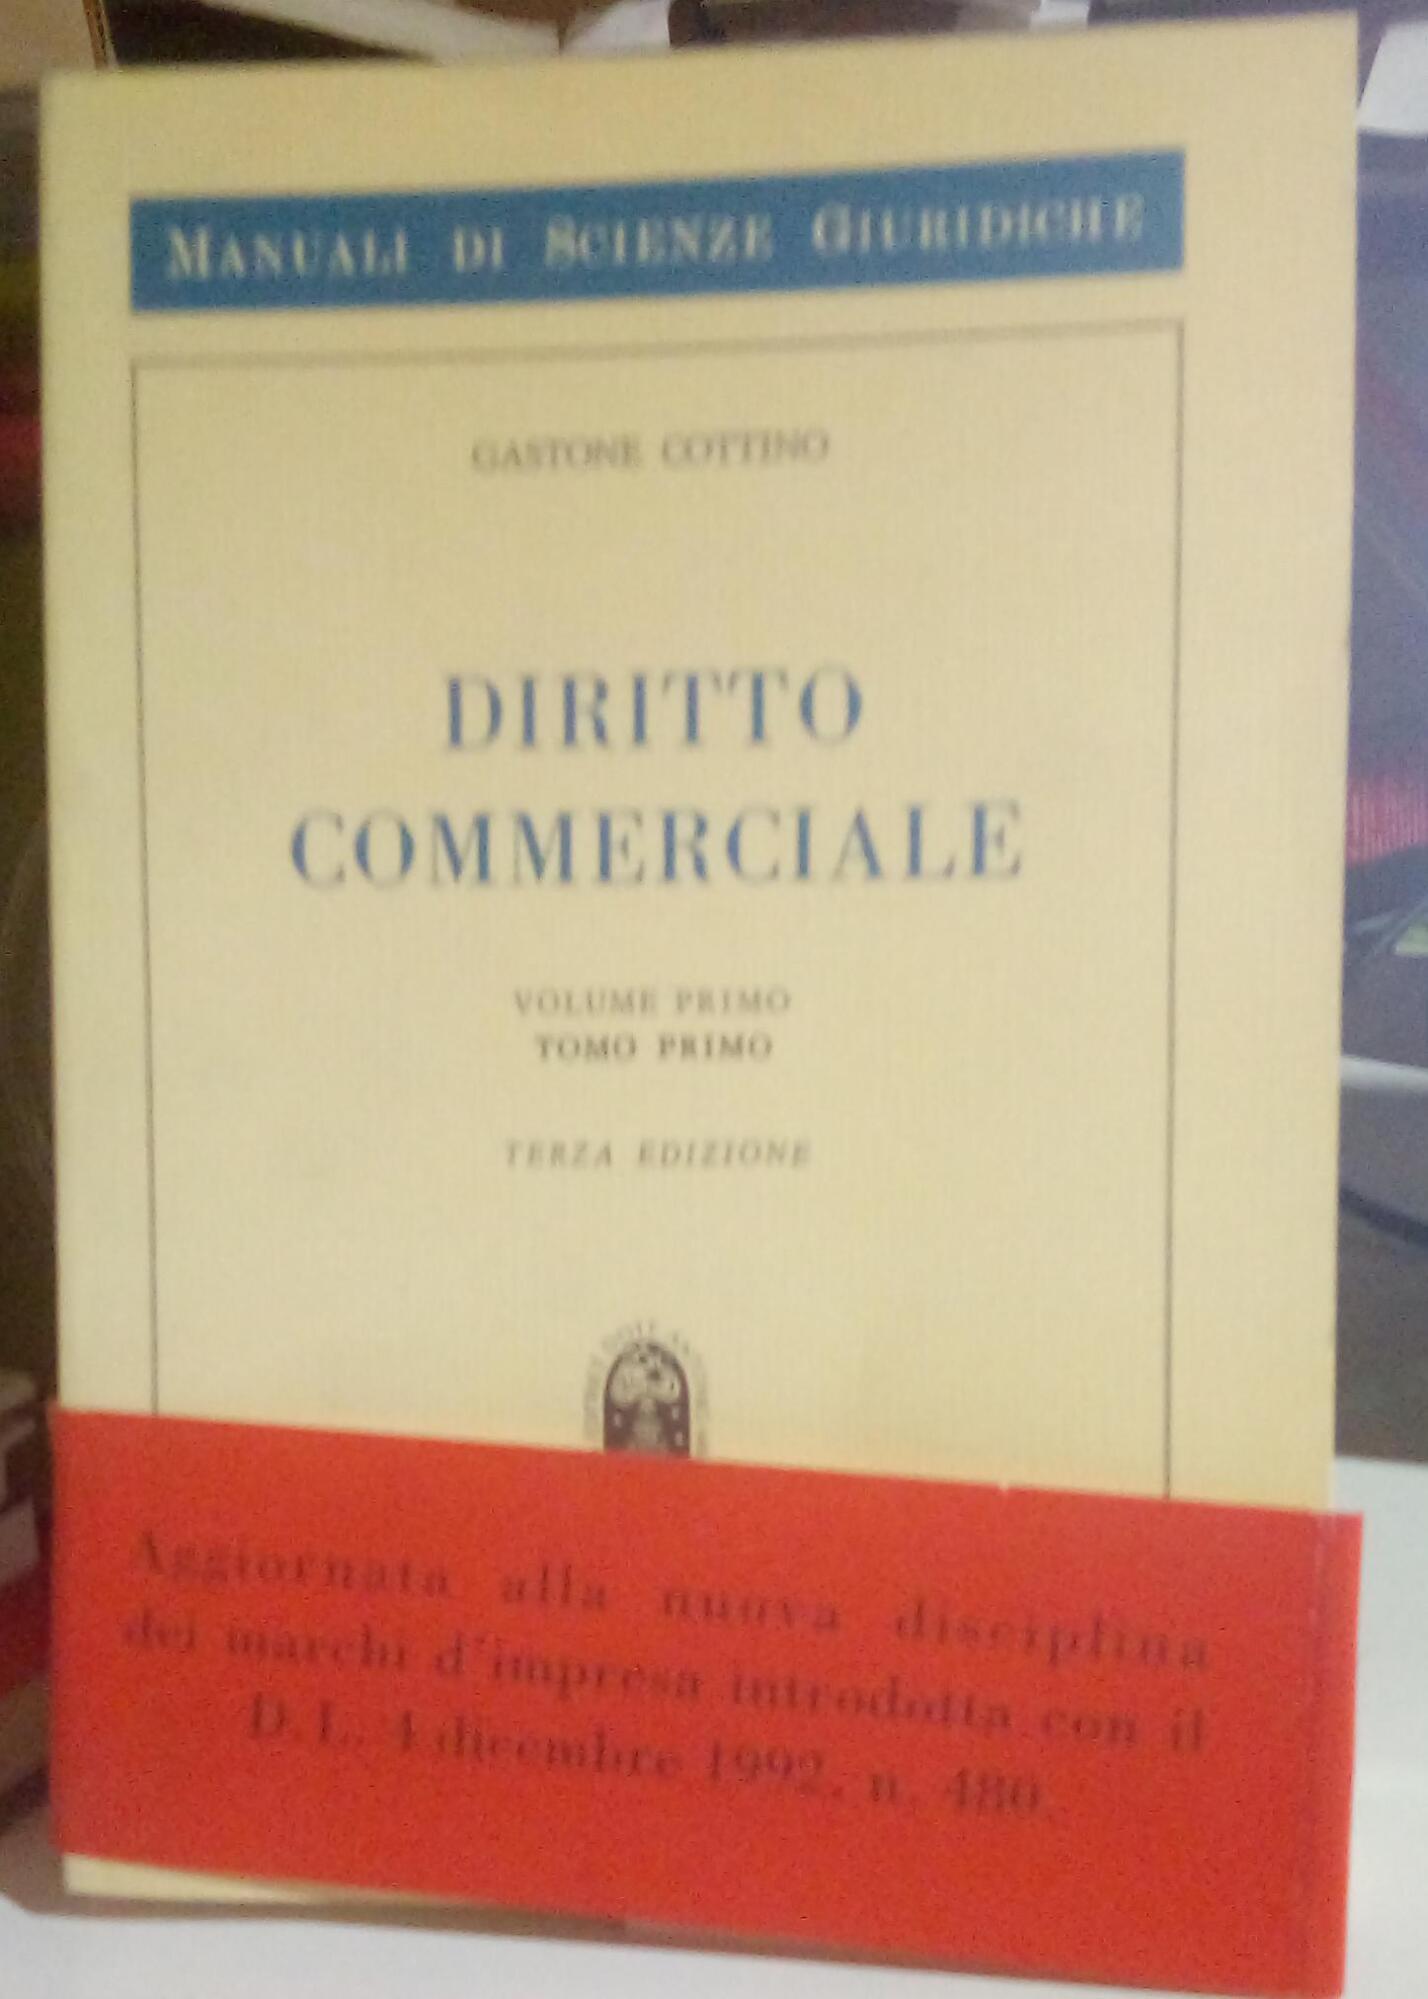 MANUALI DI SCIENZE GIURIDICHE
GASTONE COTTINO
DIRITTO
COMMERCIALE
VOLUME PRIMO
TOMO PRIMO
TERZA EDIZIONE
Aggiornata alla nuova disciplina
dei marchi d'impresa introdotta con il
D. L. 4 dicembre 1992, n. 480.